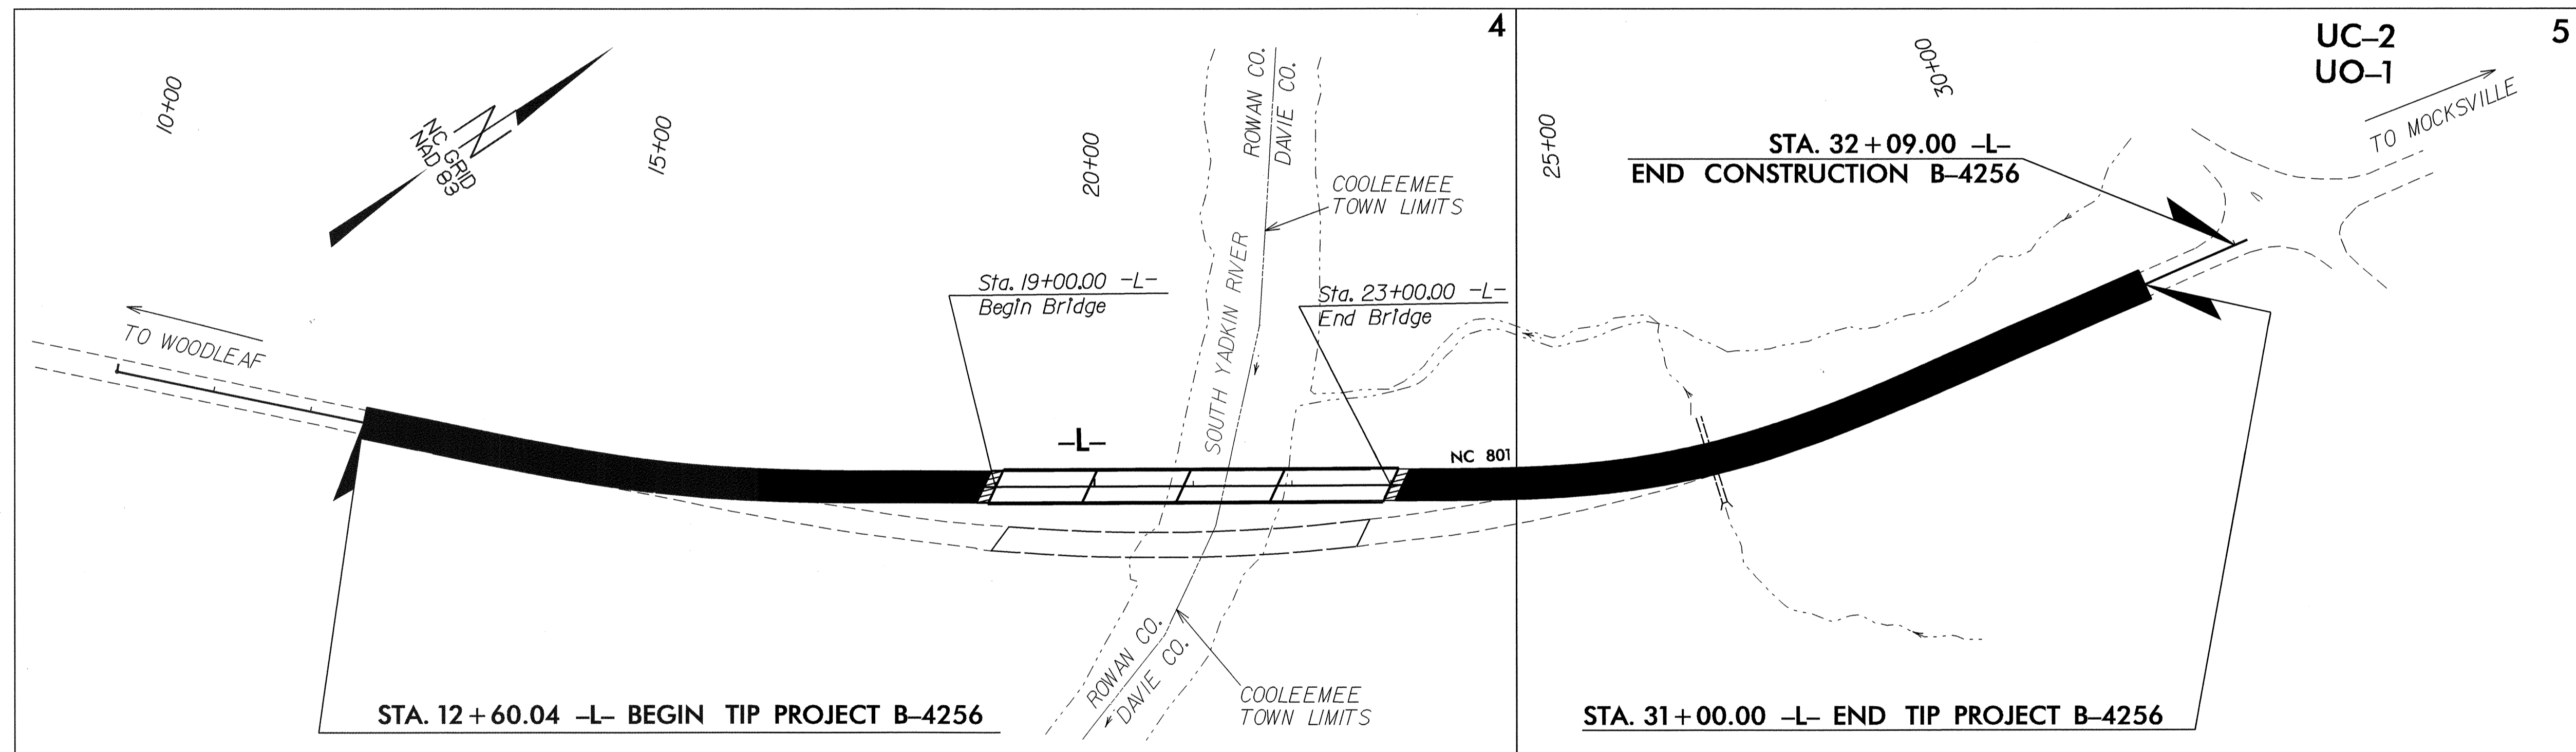 4
5
UC–2
UO–1
10+00
15+00
20+00
25+00
30+00
NC GRID
NAD 83
N
ROWAN CO.
DAVIE CO.
TO MOCKSVILLE
STA. 32+09.00 –L–
END CONSTRUCTION B–4256
COOLEEMEE
TOWN LIMITS
SOUTH YADKIN RIVER
Sta. 19+00.00 -L-
Begin Bridge
Sta. 23+00.00 -L-
End Bridge
TO WOODLEAF
–L–
NC 801
ROWAN CO.
DAVIE CO.
COOLEEMEE
TOWN LIMITS
STA. 12+60.04 –L– BEGIN TIP PROJECT B–4256
STA. 31+00.00 –L– END TIP PROJECT B–4256